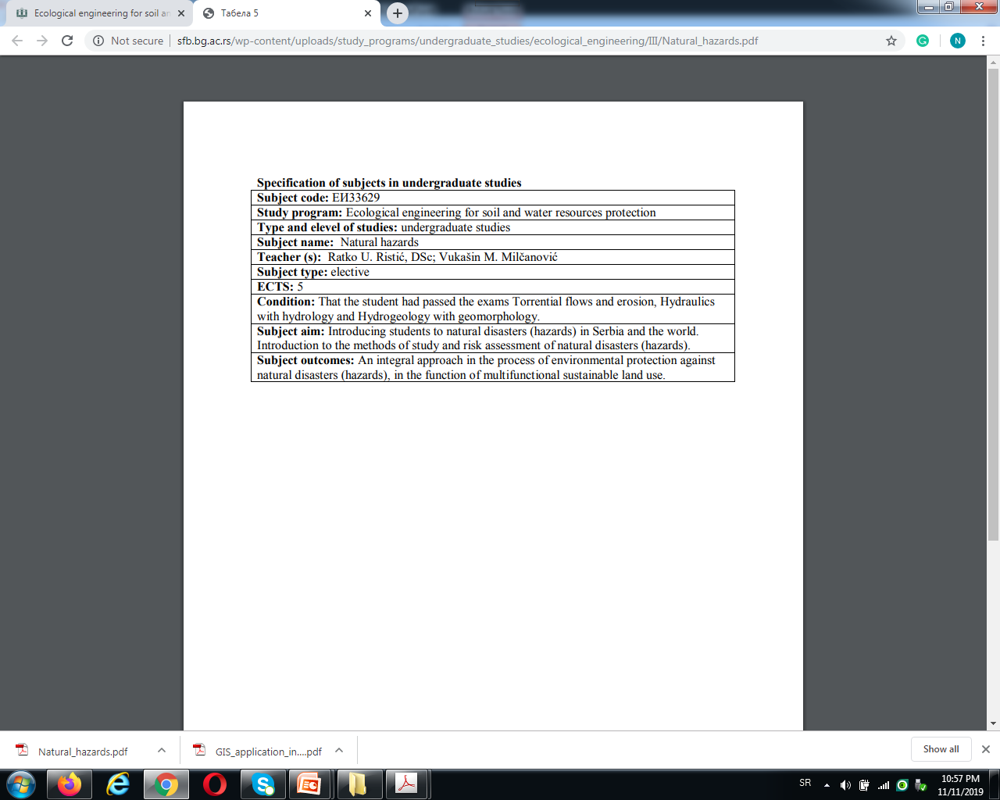 Ecological engineering for soil an
Табела 5
Not secure
sfb.bg.ac.rs/wp-content/uploads/study_programs/undergraduate_studies/ecological_engineering/III/Natural_hazards.pdf
N
Specification of subjects in undergraduate studies
Subject code: ЕИ33629
Study program: Ecological engineering for soil and water resources protection
Type and elevel of studies: undergraduate studies
Subject name: Natural hazards
Teacher (s): Ratko U. Ristić, DSc; Vukašin M. Milčanović
Subject type: elective
ECTS: 5
Condition: That the student had passed the exams Torrential flows and erosion, Hydraulics
with hydrology and Hydrogeology with geomorphology.
Subject aim: Introducing students to natural disasters (hazards) in Serbia and the world.
Introduction to the methods of study and risk assessment of natural disasters (hazards).
Subject outcomes: An integral approach in the process of environmental protection against
natural disasters (hazards), in the function of multifunctional sustainable land use.
Natural_hazards.pdf
GIS_application_in....pdf
Show all
SR
10:57 PM
11/11/2019